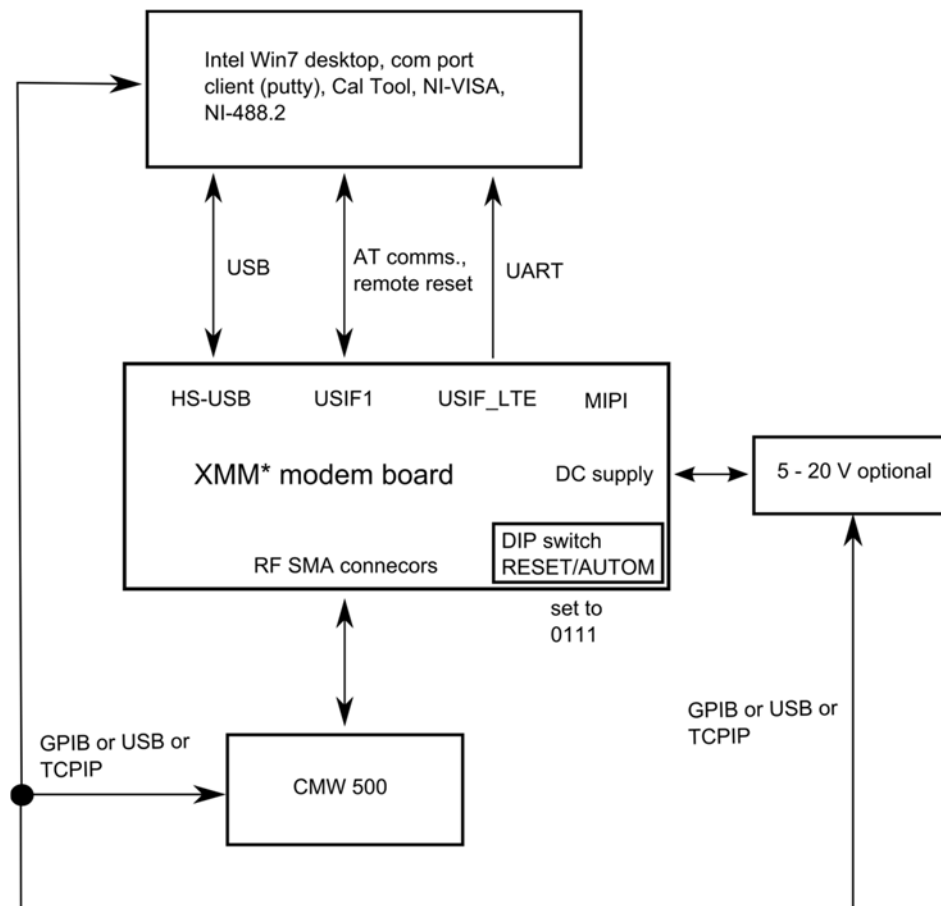 Intel Win7 desktop, com port
client (putty), Cal Tool, NI-VISA,
NI-488.2
USB
AT comms.,
remote reset
UART
HS-USB
USIF1
USIF_LTE
MIPI
XMM* modem board
DC supply
5 - 20 V optional
DIP switch
RESET/AUTOM
RF SMA connecors
set to
0111
GPIB or USB or
TCPIP
GPIB or USB or
TCPIP
CMW 500